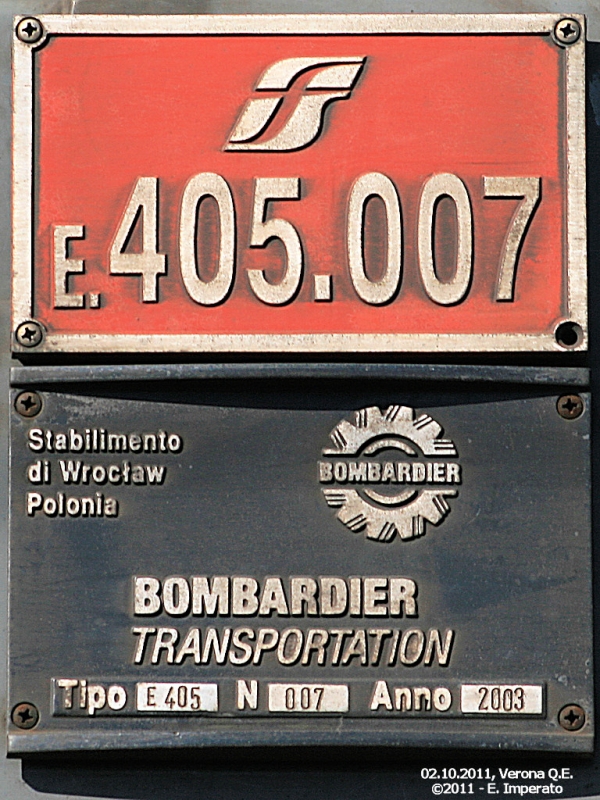 E.405.007
Stabilimento
di Wrocław
Polonia
BOMBARDIER
BOMBARDIER
TRANSPORTATION
Tipo E 405 N 007 Anno 2003
02.10.2011, Verona Q.E.
©2011 - E. Imperato